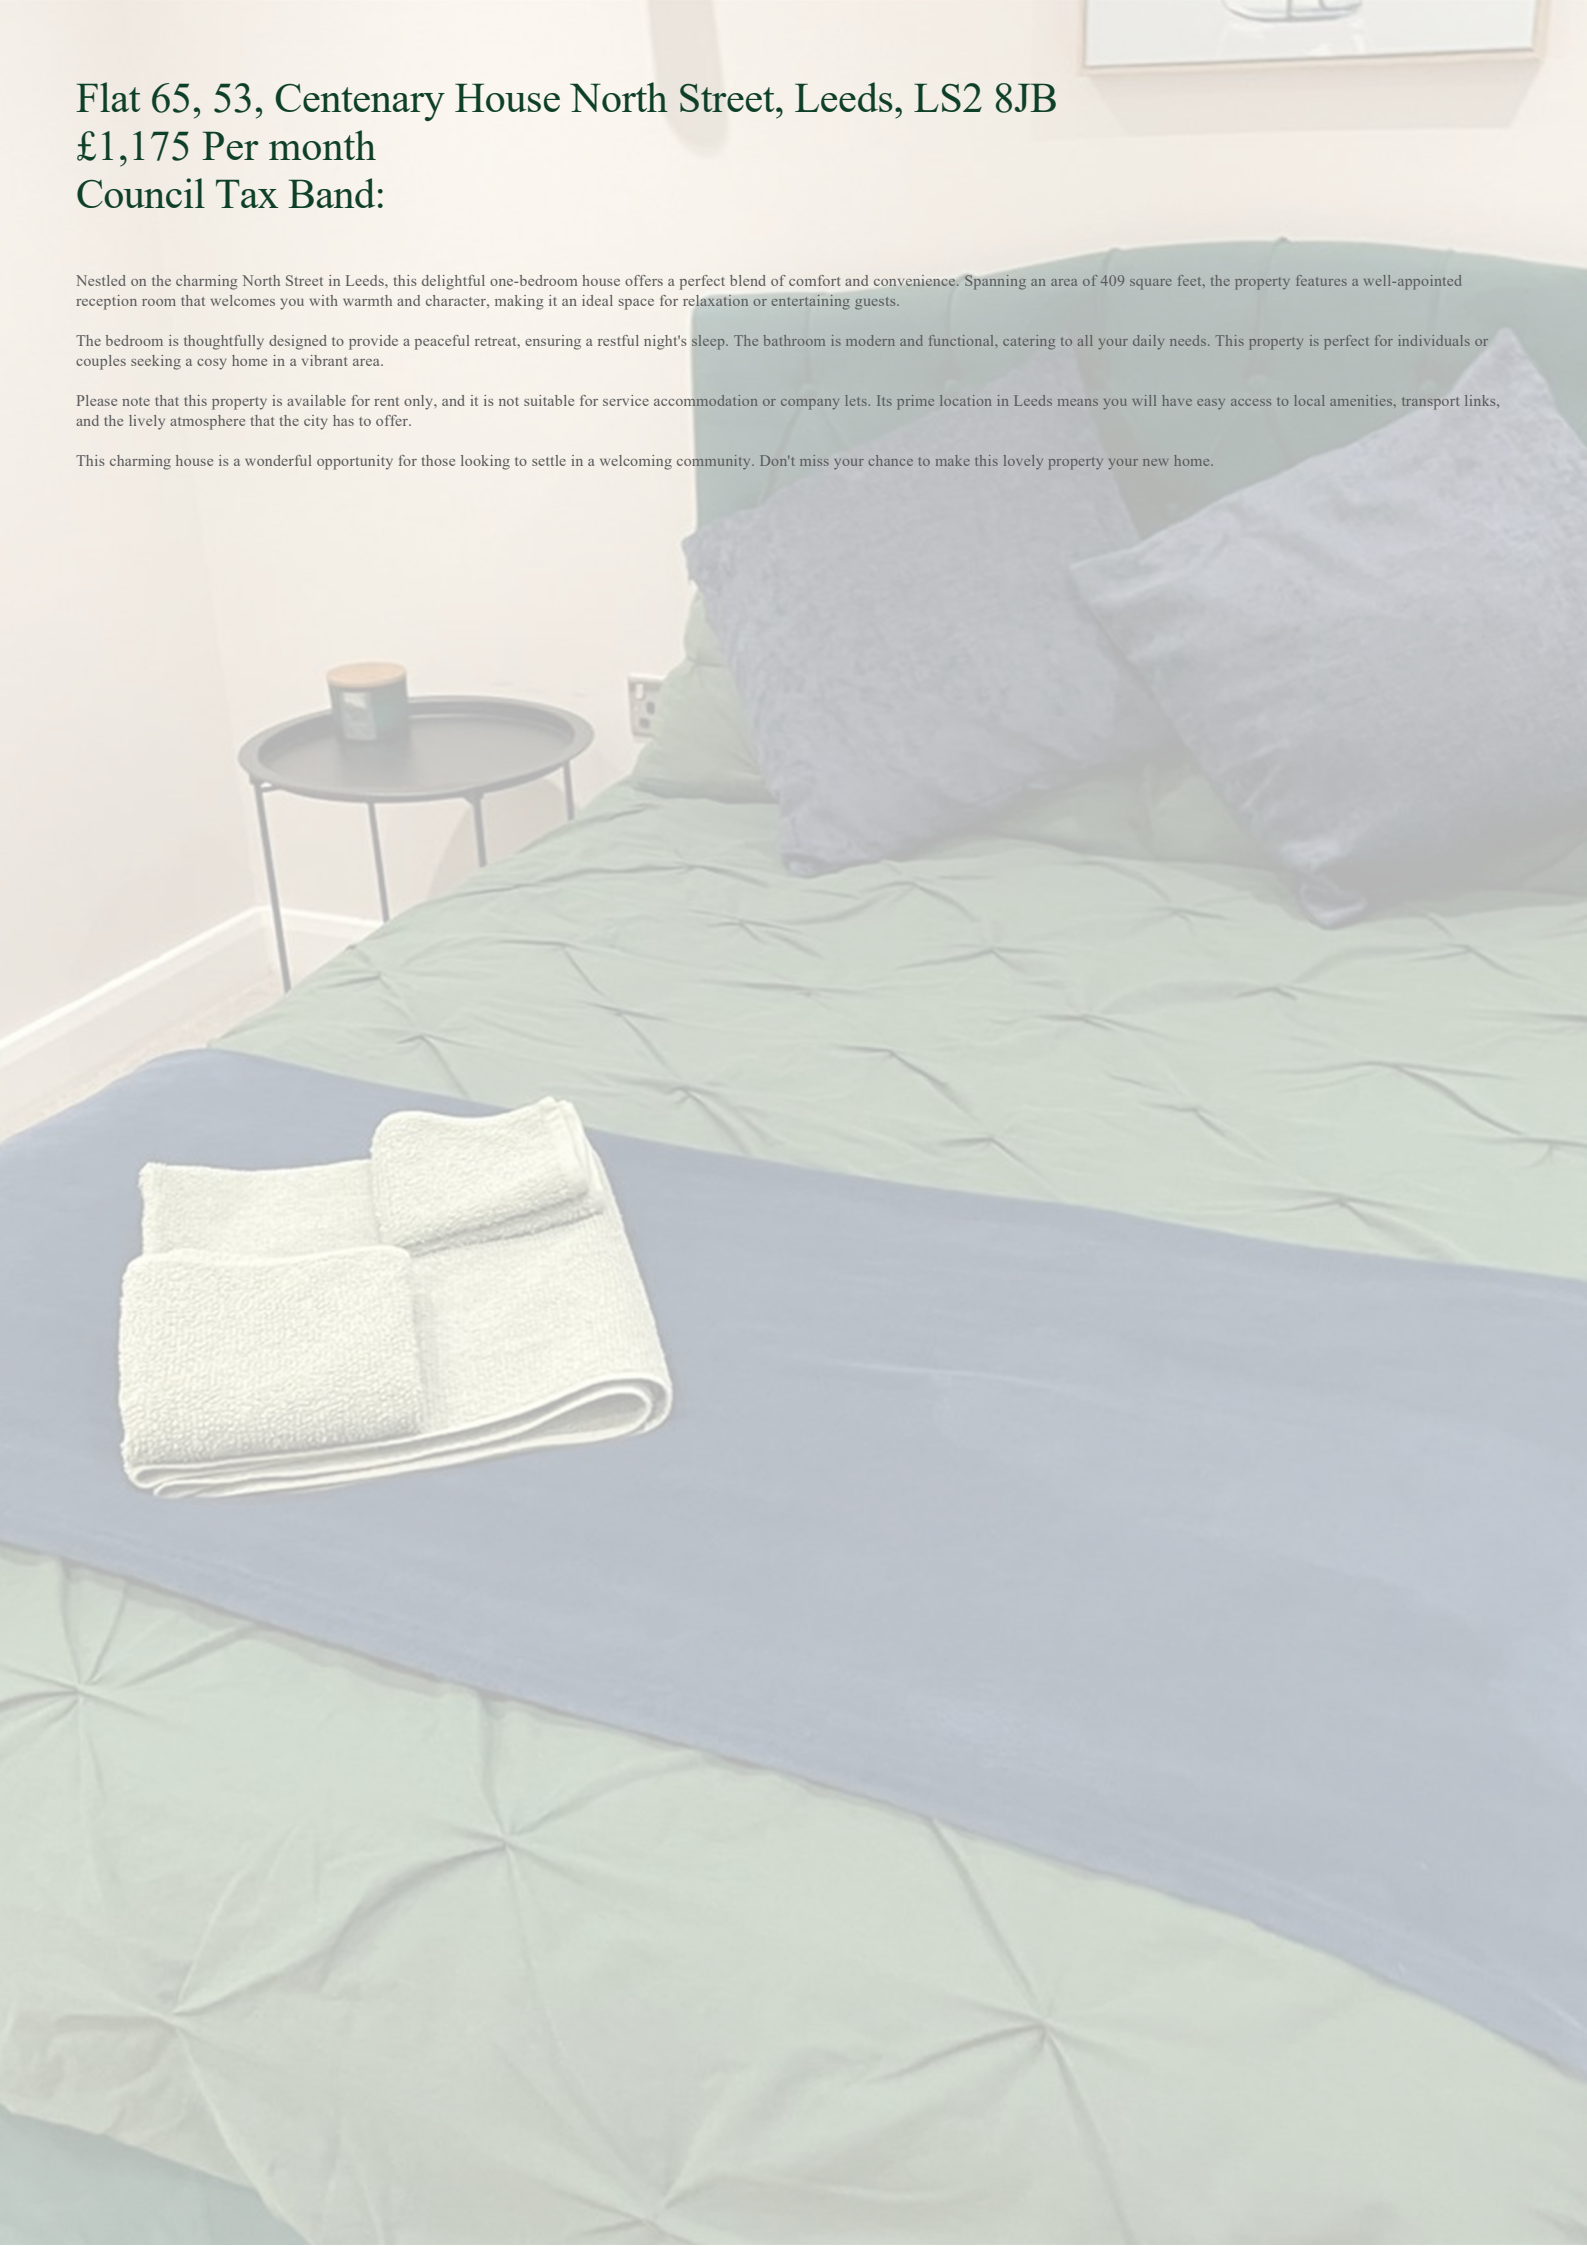 Flat 65, 53, Centenary House North Street, Leeds, LS2 8JB
£1,175 Per month
Council Tax Band:
Nestled on the charming North Street in Leeds, this delightful one-bedroom house offers a perfect blend of comfort and convenience. Spanning an area of 409 square feet, the property features a well-appointed
reception room that welcomes you with warmth and character, making it an ideal space for relaxation or entertaining guests.
The bedroom is thoughtfully designed to provide a peaceful retreat, ensuring a restful night's sleep. The bathroom is modern and functional, catering to all your daily needs. This property is perfect for individuals or
couples seeking a cosy home in a vibrant area.
Please note that this property is available for rent only, and it is not suitable for service accommodation or company lets. Its prime location in Leeds means you will have easy access to local amenities, transport links,
and the lively atmosphere that the city has to offer.
This charming house is a wonderful opportunity for those looking to settle in a welcoming community. Don't miss your chance to make this lovely property your new home.